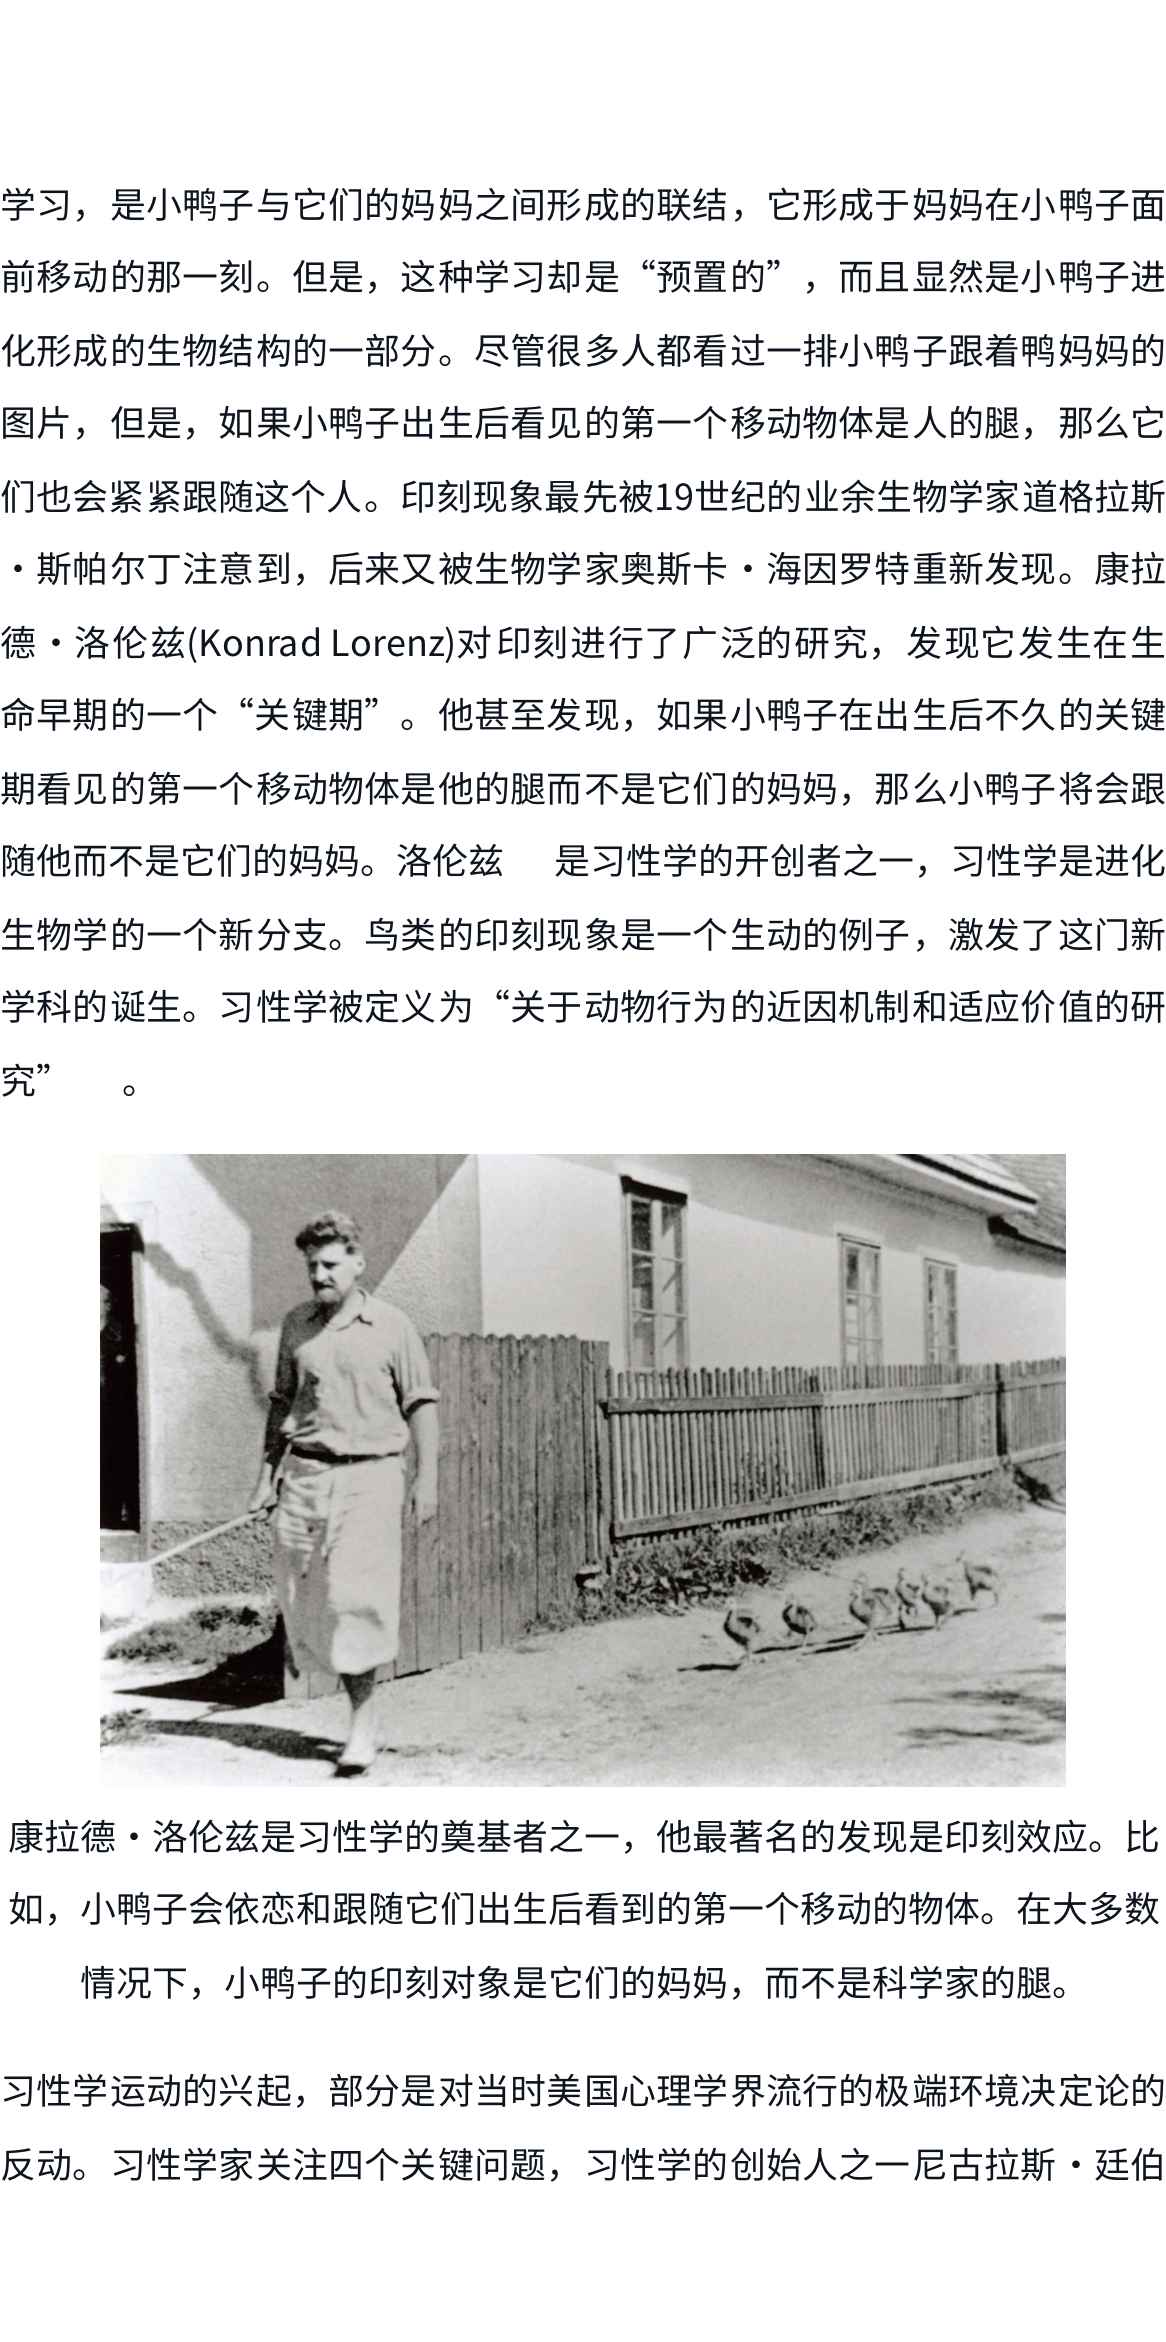 学习，是小鸭子与它们的妈妈之间形成的联结，它形成于妈妈在小鸭子面
前移动的那一刻。但是，这种学习却是“预置的”，而且显然是小鸭子进
化形成的生物结构的一部分。尽管很多人都看过一排小鸭子跟着鸭妈妈的
图片，但是，如果小鸭子出生后看见的第一个移动物体是人的腿，那么它
们也会紧紧跟随这个人。印刻现象最先被19世纪的业余生物学家道格拉斯
·斯帕尔丁注意到，后来又被生物学家奥斯卡·海因罗特重新发现。康拉
德·洛伦兹(Konrad Lorenz)对印刻进行了广泛的研究，发现它发生在生
命早期的一个“关键期”。他甚至发现，如果小鸭子在出生后不久的关键
期看见的第一个移动物体是他的腿而不是它们的妈妈，那么小鸭子将会跟
随他而不是它们的妈妈。洛伦兹 是习性学的开创者之一，习性学是进化
生物学的一个新分支。鸟类的印刻现象是一个生动的例子，激发了这门新
学科的诞生。习性学被定义为“关于动物行为的近因机制和适应价值的研
究” 。
康拉德·洛伦兹是习性学的奠基者之一，他最著名的发现是印刻效应。比
如，小鸭子会依恋和跟随它们出生后看到的第一个移动的物体。在大多数
情况下，小鸭子的印刻对象是它们的妈妈，而不是科学家的腿。
习性学运动的兴起，部分是对当时美国心理学界流行的极端环境决定论的
反动。习性学家关注四个关键问题，习性学的创始人之一尼古拉斯·廷伯